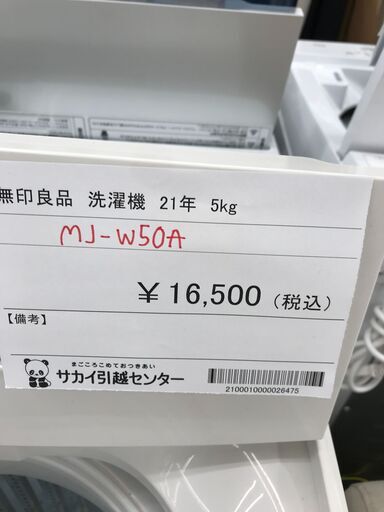 無印良品 洗濯機 21年 5kg
MJ-W50A
￥16,500（税込）
【備考】
まごころこめておつきあい
サカイ引越センター
2100010000026475